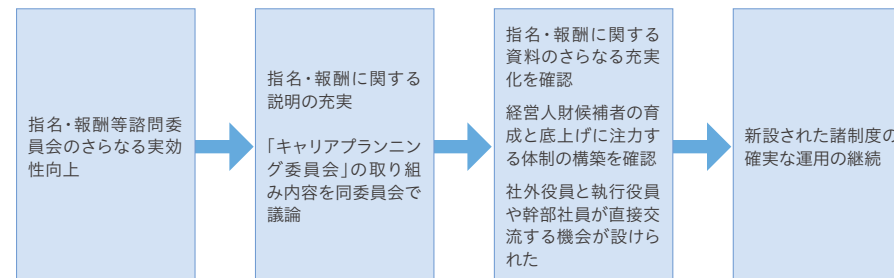 指名・報酬等諮問委
員会のさらなる実効
性向上
指名・報酬に関する
説明の充実
「キャリアプランニン
グ委員会」の取り組
み内容を同委員会で
議論
指名・報酬に関する
資料のさらなる充実
化を確認
経営人財候補者の育
成と底上げに注力す
る体制の構築を確認
社外役員と執行役員
や幹部社員が直接交
流する機会が設けら
れた
新設された諸制度の
確実な運用の継続